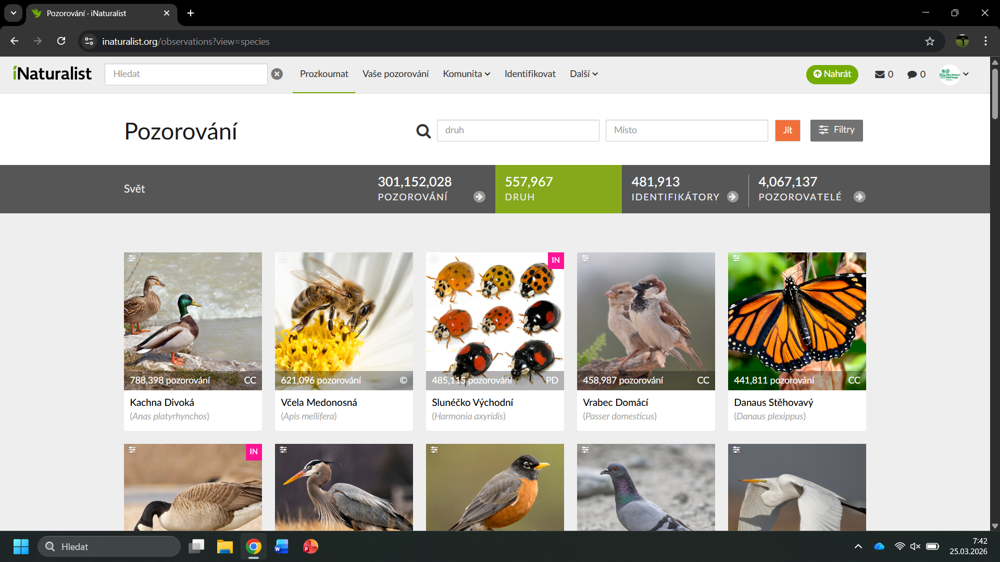 Pozorování · iNaturalist
inaturalist.org/observations?view=species
iNaturalist
Hledat
Prozkoumat
Vaše pozorování
Komunita
Identifikovat
Další
Nahrát
0
0
Pozorování
druh
Místo
Jít
Filtry
Svět
301,152,028
POZOROVÁNÍ
557,967
DRUH
481,913
IDENTIFIKÁTORY
4,067,137
POZOROVATELÉ
788,398 pozorování CC
Kachna Divoká
(Anas platyrhynchos)
621,096 pozorování ©
Včela Medonosná
(Apis mellifera)
IN
485,115 pozorování PD
Slunéčko Východní
(Harmonia axyridis)
458,987 pozorování CC
Vrabec Domácí
(Passer domesticus)
441,811 pozorování CC
Danaus Stěhovavý
(Danaus plexippus)
IN
Hledat
7:42
25.03.2026